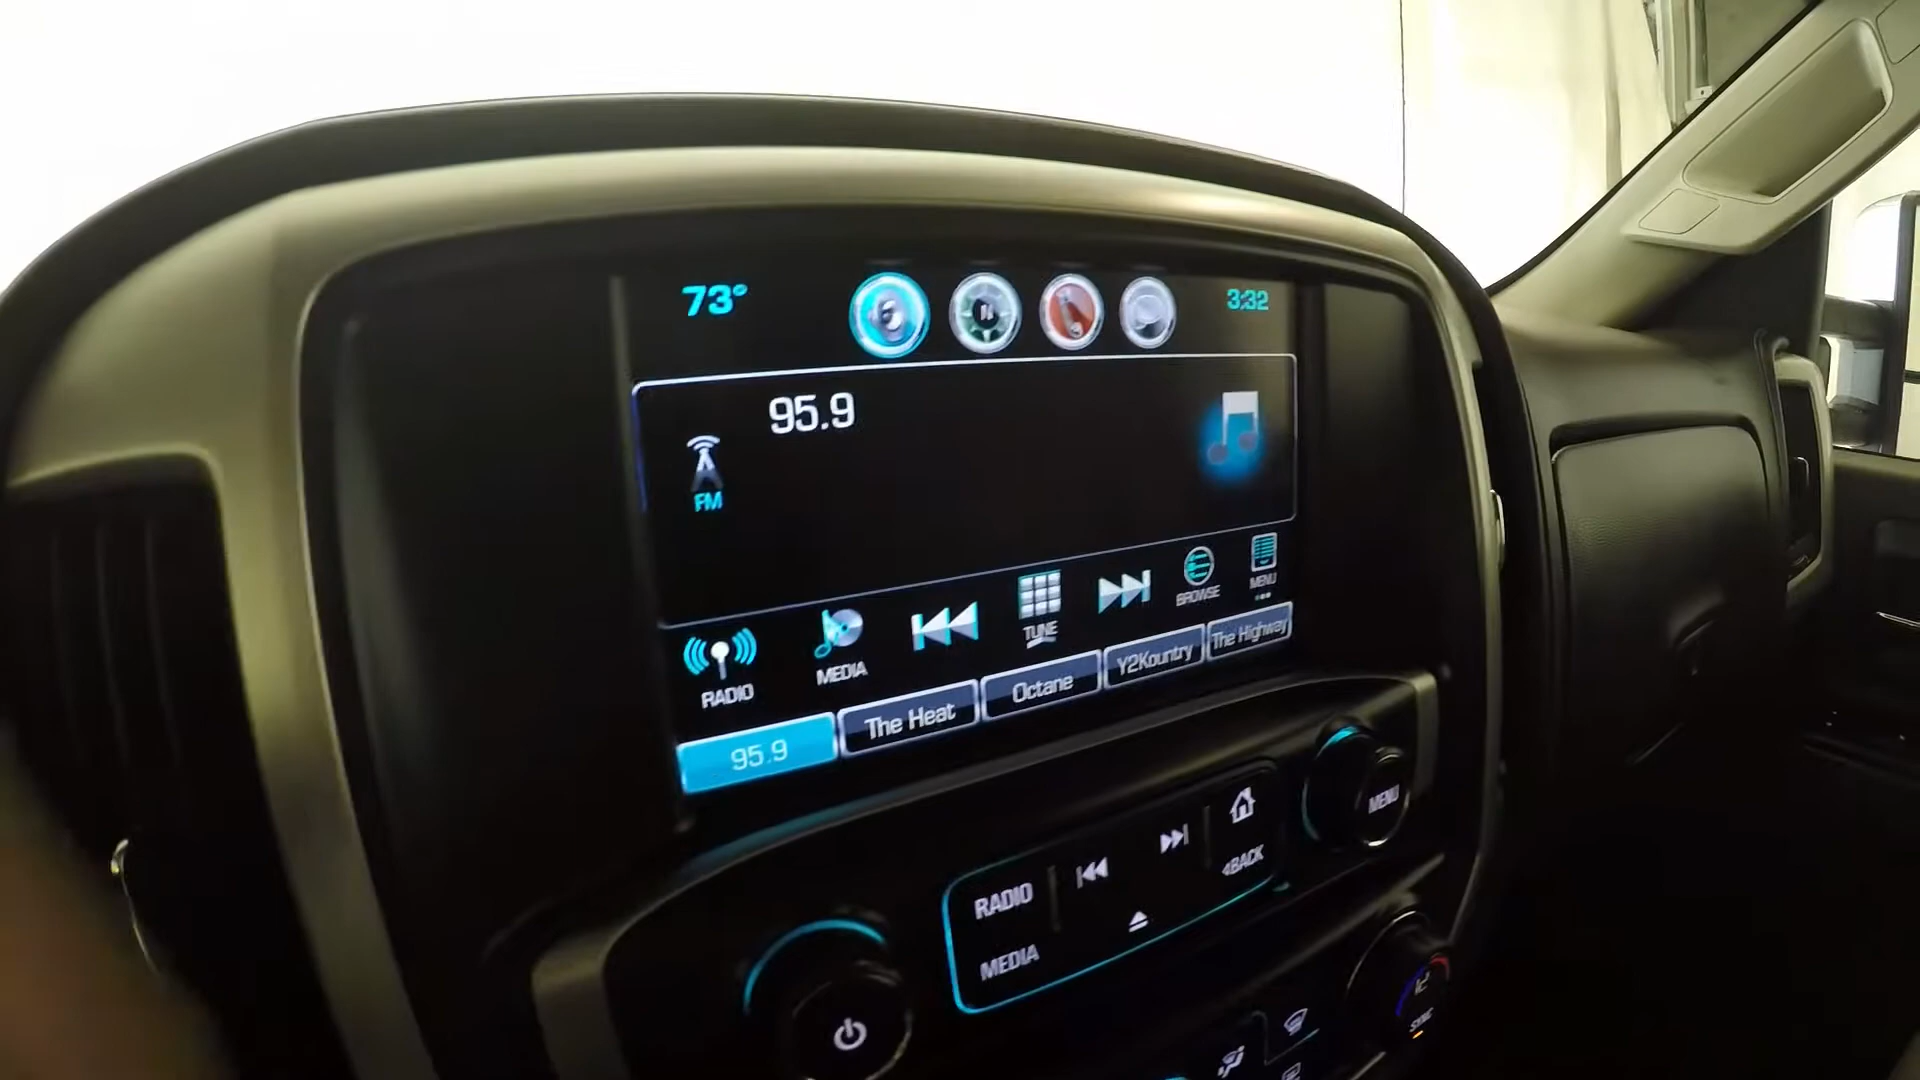 73°
3:32
95.9
FM
RADIO
MEDIA
TUNE
BROWSE
MENU
95.9
The Heat
Octane
Y2Kountry
The Highway
RADIO
MEDIA
BACK
MENU
SYNC